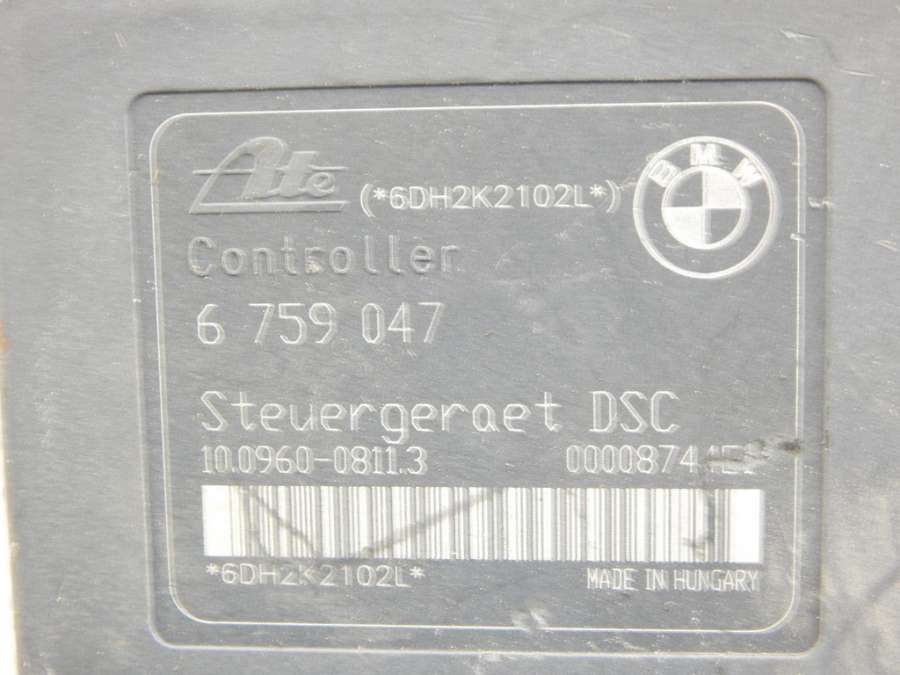 Ate (*6DH2K2102L*) BMW
Controller
6 759 047
Steuergeraet DSC
10.0960-0811.3
*6DH2K2102L* MADE IN HUNGARY